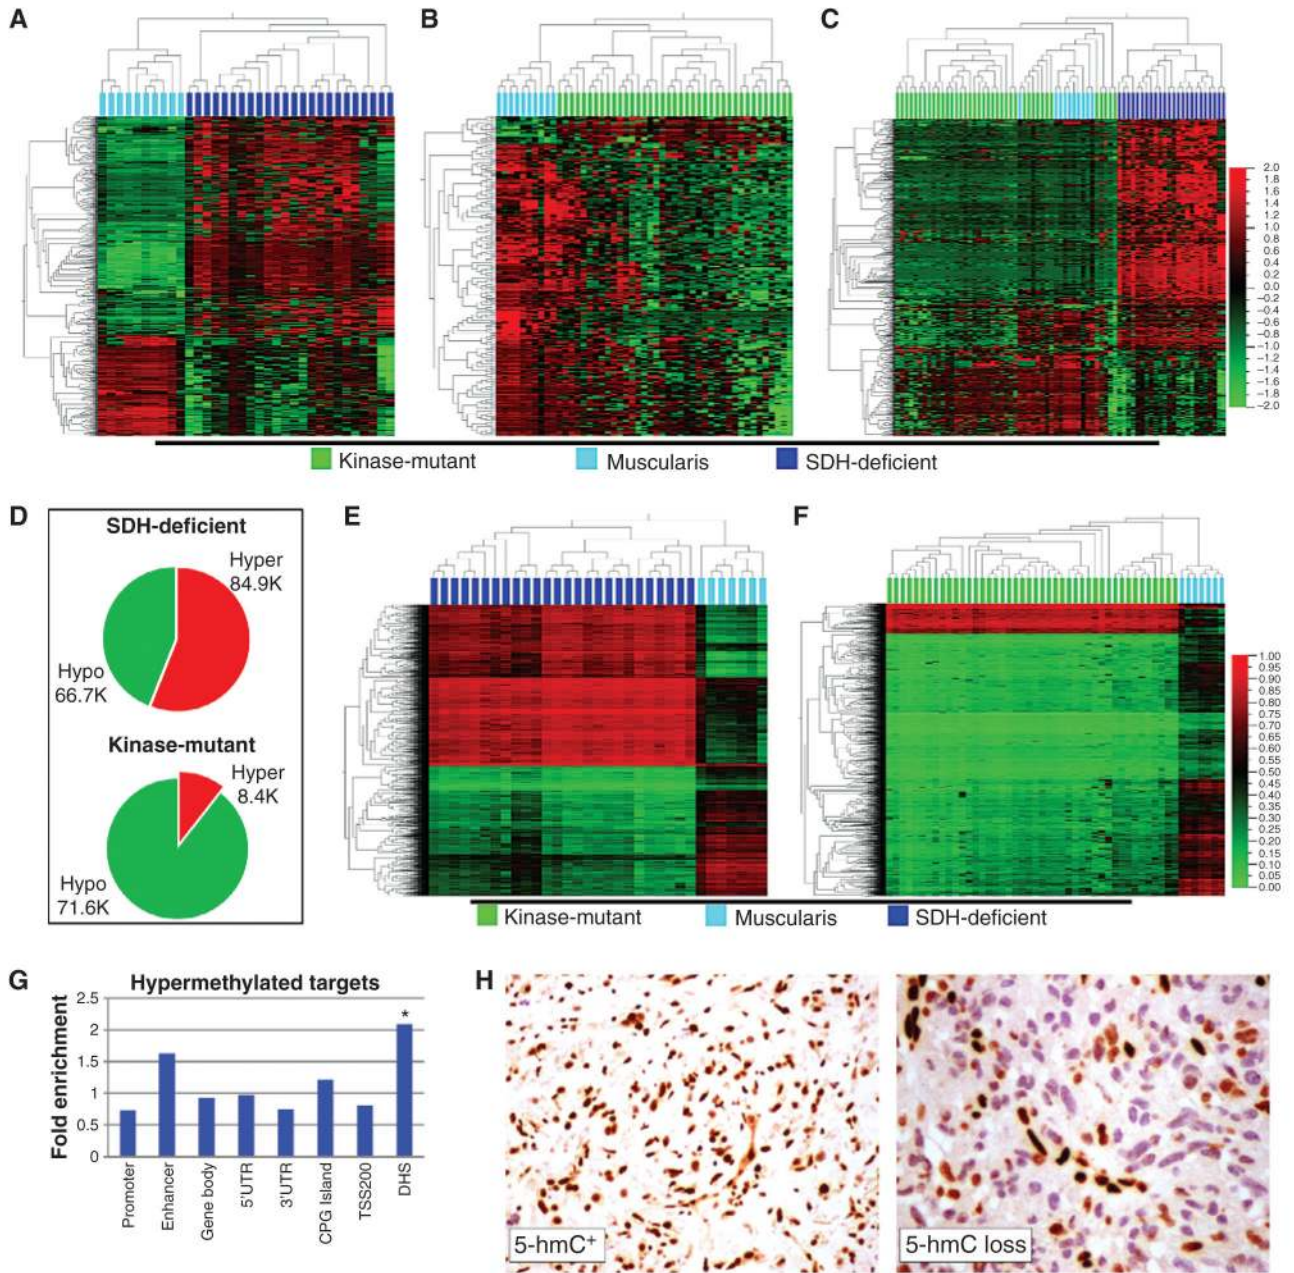 A
B
C
2.0
1.8
1.6
1.4
1.2
1.0
0.8
0.6
0.4
0.2
0.0
−0.2
−0.4
−0.6
−0.8
−1.0
−1.2
−1.4
−1.6
−1.8
−2.0
Kinase-mutant
Muscularis
SDH-deficient
D
SDH-deficient
Hyper
84.9K
Hypo
66.7K
Kinase-mutant
Hyper
8.4K
Hypo
71.6K
E
F
1.00
0.95
0.90
0.85
0.80
0.75
0.70
0.65
0.60
0.55
0.50
0.45
0.40
0.35
0.30
0.25
0.20
0.15
0.10
0.05
0.00
Kinase-mutant
Muscularis
SDH-deficient
G
Hypermethylated targets
Fold enrichment
2.5
2
1.5
1
0.5
0
*
Promoter
Enhancer
Gene body
5'UTR
3'UTR
CPG Island
TSS200
DHS
H
5-hmC+
5-hmC loss